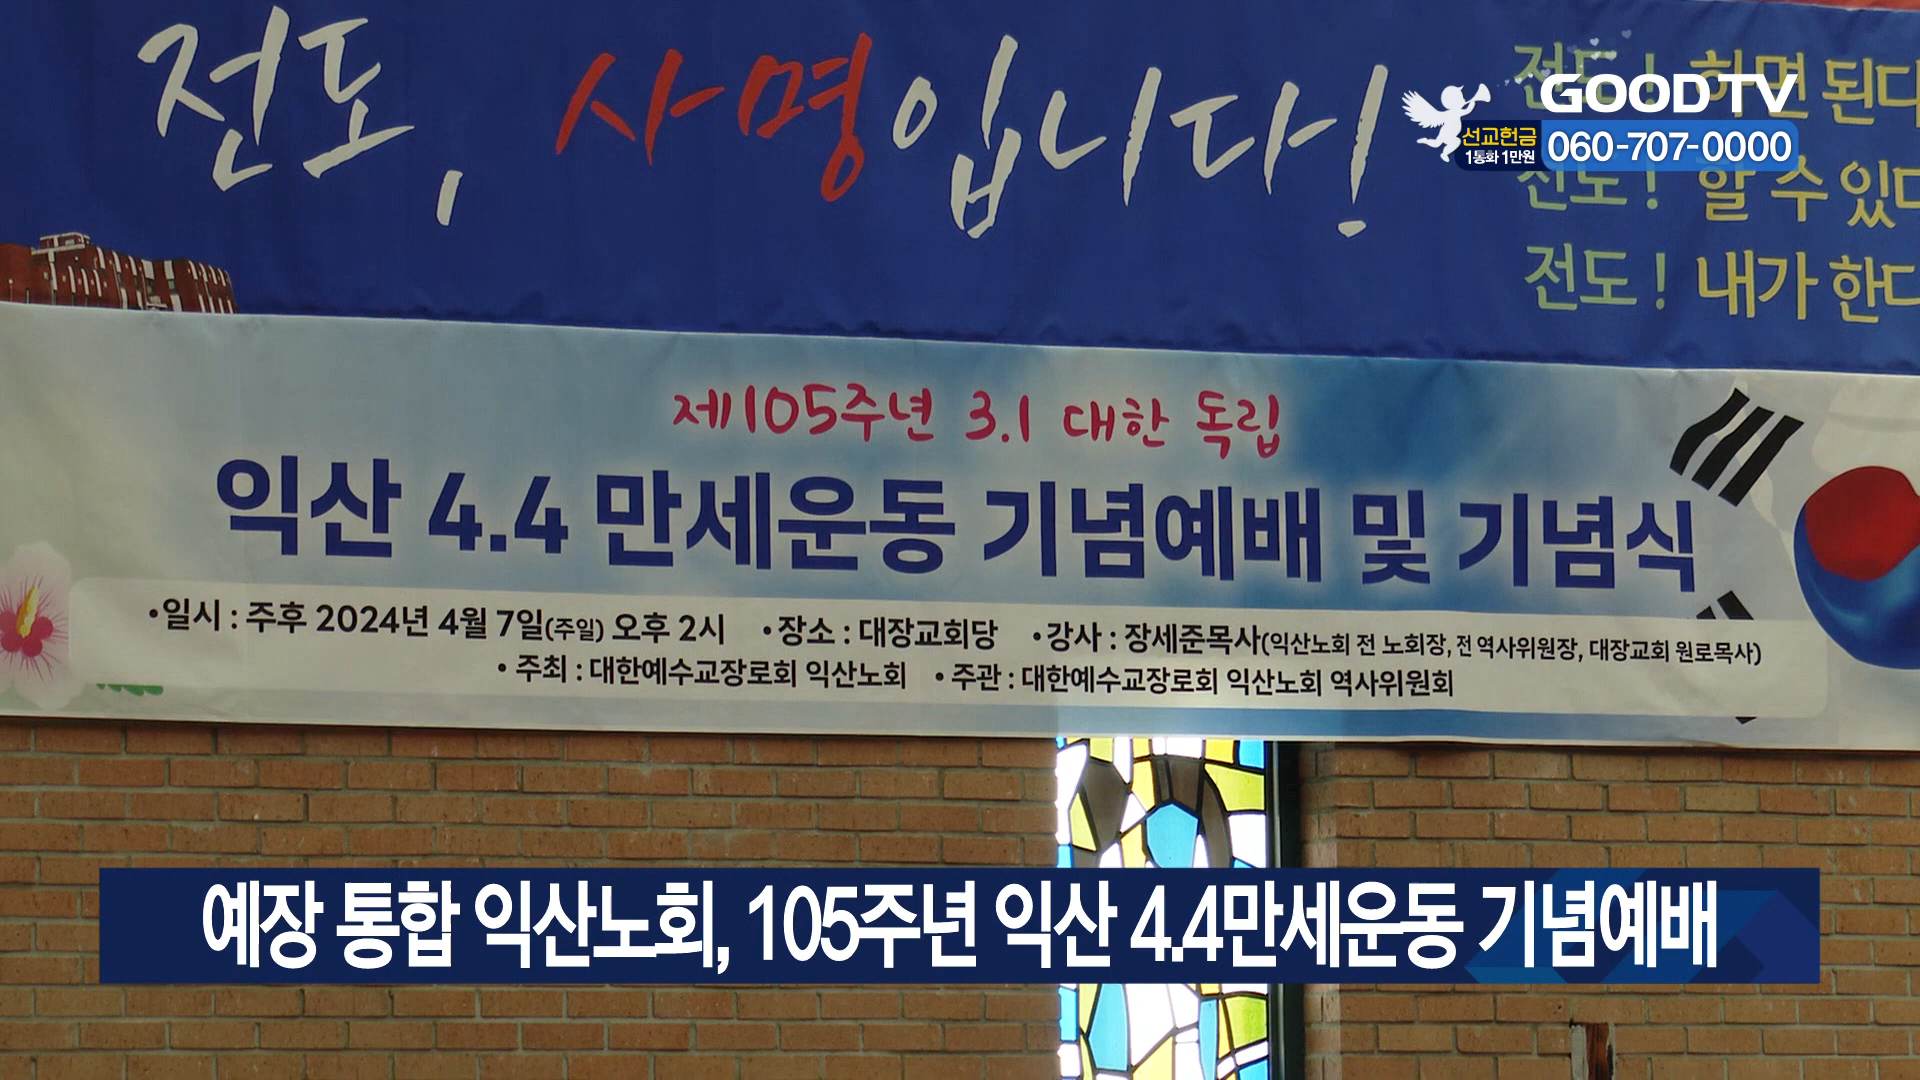 전도, 사명입니다!
전도! 하면 된다
전도! 할 수 있다
전도! 내가 한다
GOODTV
선교헌금
1통화 1만원
060-707-0000
제105주년 3.1 대한 독립
익산 4.4 만세운동 기념예배 및 기념식
•일시 : 주후 2024년 4월 7일(주일) 오후 2시 •장소 : 대장교회당 •강사 : 장세준목사(익산노회 전 노회장, 전 역사위원장, 대장교회 원로목사)
• 주최 : 대한예수교장로회 익산노회 • 주관 : 대한예수교장로회 익산노회 역사위원회
예장 통합 익산노회, 105주년 익산 4.4만세운동 기념예배